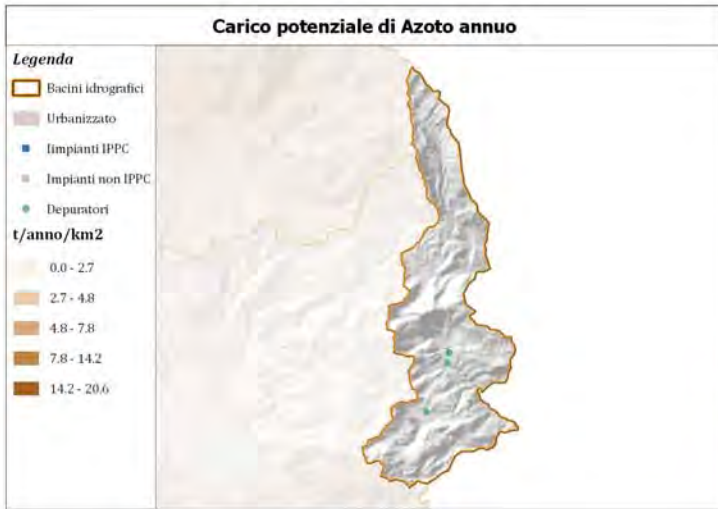 Carico potenziale di Azoto annuo
Legenda
Bacini idrografici
Urbanizzato
Iimpianti IPPC
Impianti non IPPC
Depuratori
t/anno/km2
0.0 - 2.7
2.7 - 4.8
4.8 - 7.8
7.8 - 14.2
14.2 - 20.6